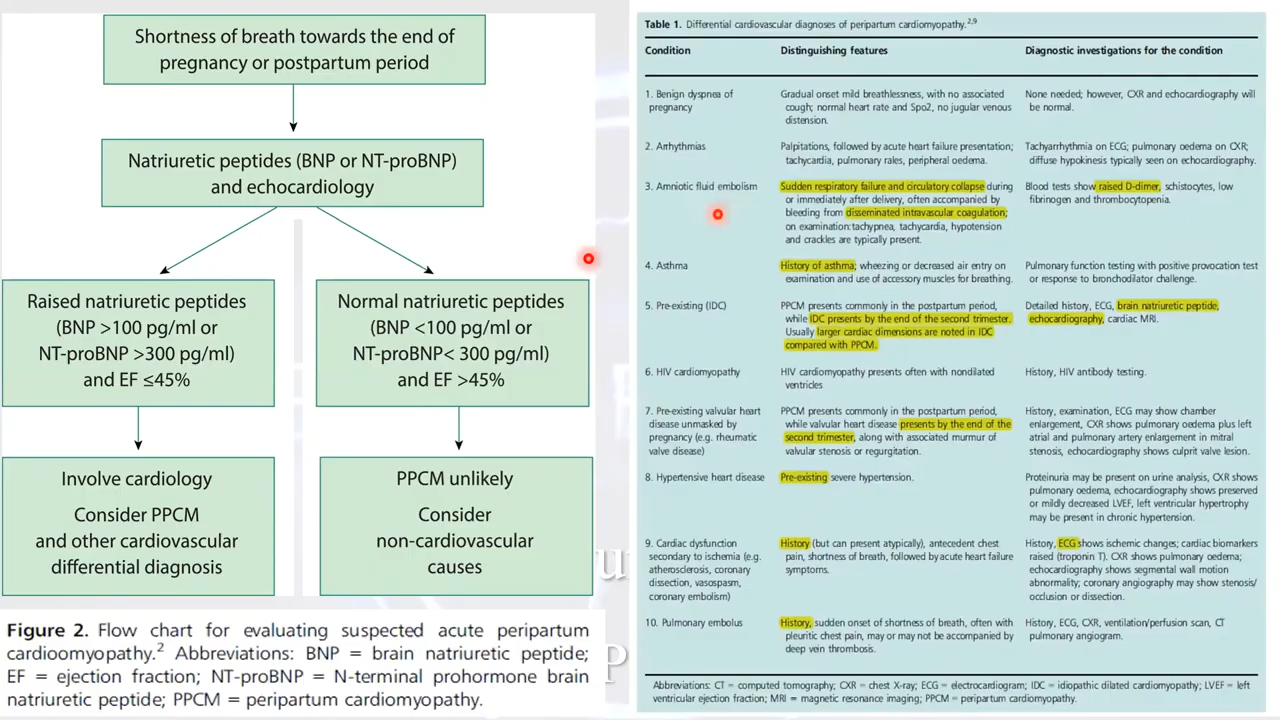 Shortness of breath towards the end of
pregnancy or postpartum period
Natriuretic peptides (BNP or NT-proBNP)
and echocardiology
Raised natriuretic peptides
(BNP >100 pg/ml or
NT-proBNP >300 pg/ml)
and EF ≤45%
Normal natriuretic peptides
(BNP <100 pg/ml or
NT-proBNP< 300 pg/ml)
and EF >45%
Involve cardiology
Consider PPCM
and other cardiovascular
differential diagnosis
PPCM unlikely
Consider
non-cardiovascular
causes
Figure 2. Flow chart for evaluating suspected acute peripartum
cardioomyopathy.2 Abbreviations: BNP = brain natriuretic peptide;
EF = ejection fraction; NT-proBNP = N-terminal prohormone brain
natriuretic peptide; PPCM = peripartum cardiomyopathy.
Table 1. Differential cardiovascular diagnoses of peripartum cardiomyopathy.2,9
Condition Distinguishing features Diagnostic investigations for the condition
1. Benign dyspnea of
pregnancy
Gradual onset mild breathlessness, with no associated
cough; normal heart rate and Spo2, no jugular venous
distension.
None needed; however, CXR and echocardiography will
be normal.
2. Arrhythmias
Palpitations, followed by acute heart failure presentation;
tachycardia, pulmonary rales, peripheral oedema.
Tachyarrhythmia on ECG; pulmonary oedema on CXR;
diffuse hypokinesis typically seen on echocardiography.
3. Amniotic fluid embolism
Sudden respiratory failure and circulatory collapse during
or immediately after delivery, often accompanied by
bleeding from disseminated intravascular coagulation;
on examination:tachypnea, tachycardia, hypotension
and crackles are typically present.
Blood tests show raised D-dimer, schistocytes, low
fibrinogen and thrombocytopenia.
4. Asthma
History of asthma; wheezing or decreased air entry on
examination and use of accessory muscles for breathing.
Pulmonary function testing with positive provocation test
or response to bronchodilator challenge.
5. Pre-existing (IDC)
PPCM presents commonly in the postpartum period,
while IDC presents by the end of the second trimester.
Usually larger cardiac dimensions are noted in IDC
compared with PPCM.
Detailed history, ECG, brain natriuretic peptide,
echocardiography, cardiac MRI.
6. HIV cardiomyopathy
HIV cardiomyopathy presents often with nondilated
ventricles
History, HIV antibody testing.
7. Pre-existing valvular heart
disease unmasked by
pregnancy (e.g. rheumatic
valve disease)
PPCM presents commonly in the postpartum period,
while valvular heart disease presents by the end of the
second trimester, along with associated murmur of
valvular stenosis or regurgitation.
History, examination, ECG may show chamber
enlargement, CXR shows pulmonary oedema plus left
atrial and pulmonary artery enlargement in mitral
stenosis, echocardiography shows culprit valve lesion.
8. Hypertensive heart disease
Pre-existing severe hypertension.
Proteinuria may be present on urine analysis, CXR shows
pulmonary oedema, echocardiography shows preserved
or mildly decreased LVEF, left ventricular hypertrophy
may be present in chronic hypertension.
9. Cardiac dysfunction
secondary to ischemia (e.g.
atherosclerosis, coronary
dissection, vasospasm,
coronary embolism)
History (but can present atypically), antecedent chest
pain, shortness of breath, followed by acute heart failure
symptoms.
History, ECG shows ischemic changes; cardiac biomarkers
raised (troponin T). CXR shows pulmonary oedema;
echocardiography shows segmental wall motion
abnormality; coronary angiography may show stenosis/
occlusion or dissection.
10. Pulmonary embolus
History, sudden onset of shortness of breath, often with
pleuritic chest pain, may or may not be accompanied by
deep vein thrombosis.
History, ECG, CXR, ventilation/perfusion scan, CT
pulmonary angiogram.
Abbreviations: CT = computed tomography; CXR = chest X-ray; ECG = electrocardiogram; IDC = idiopathic dilated cardiomyopathy; LVEF = left
ventricular ejection fraction; MRI = magnetic resonance imaging; PPCM = peripartum cardiomyopathy.